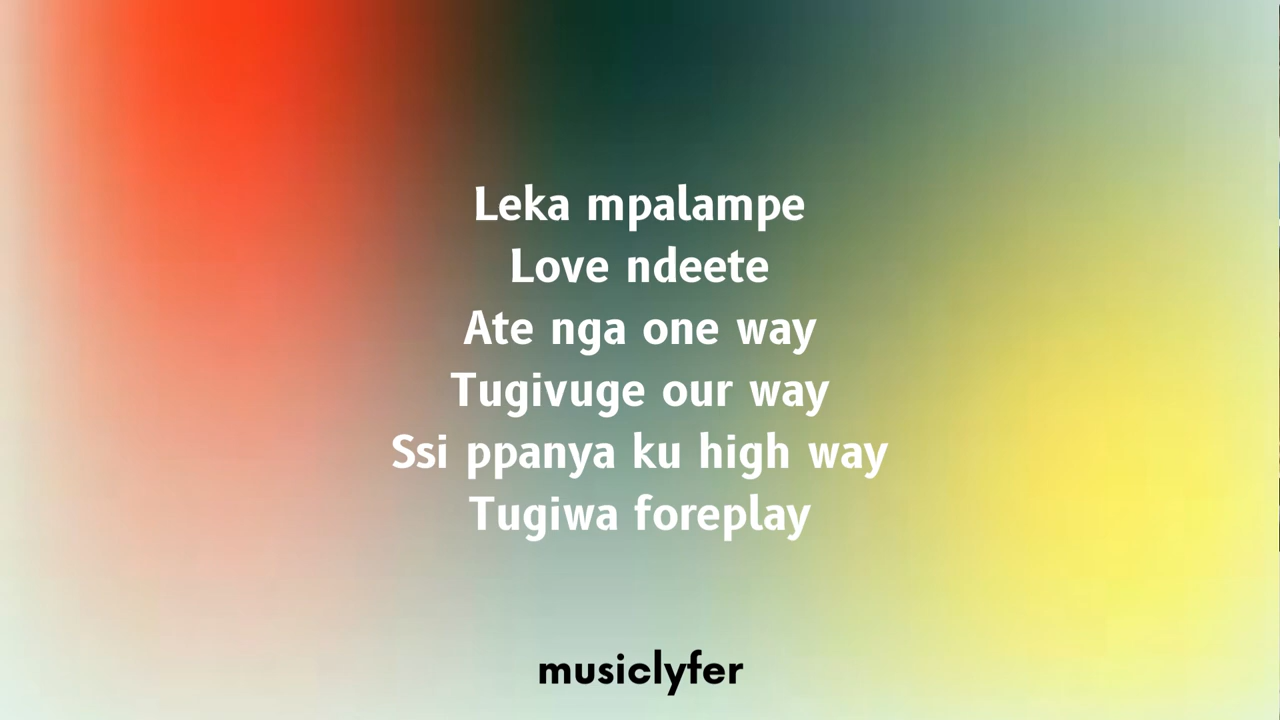 Leka mpalampe
Love ndeete
Ate nga one way
Tugivuge our way
Ssi ppanya ku high way
Tugiwa foreplay
musiclyfer